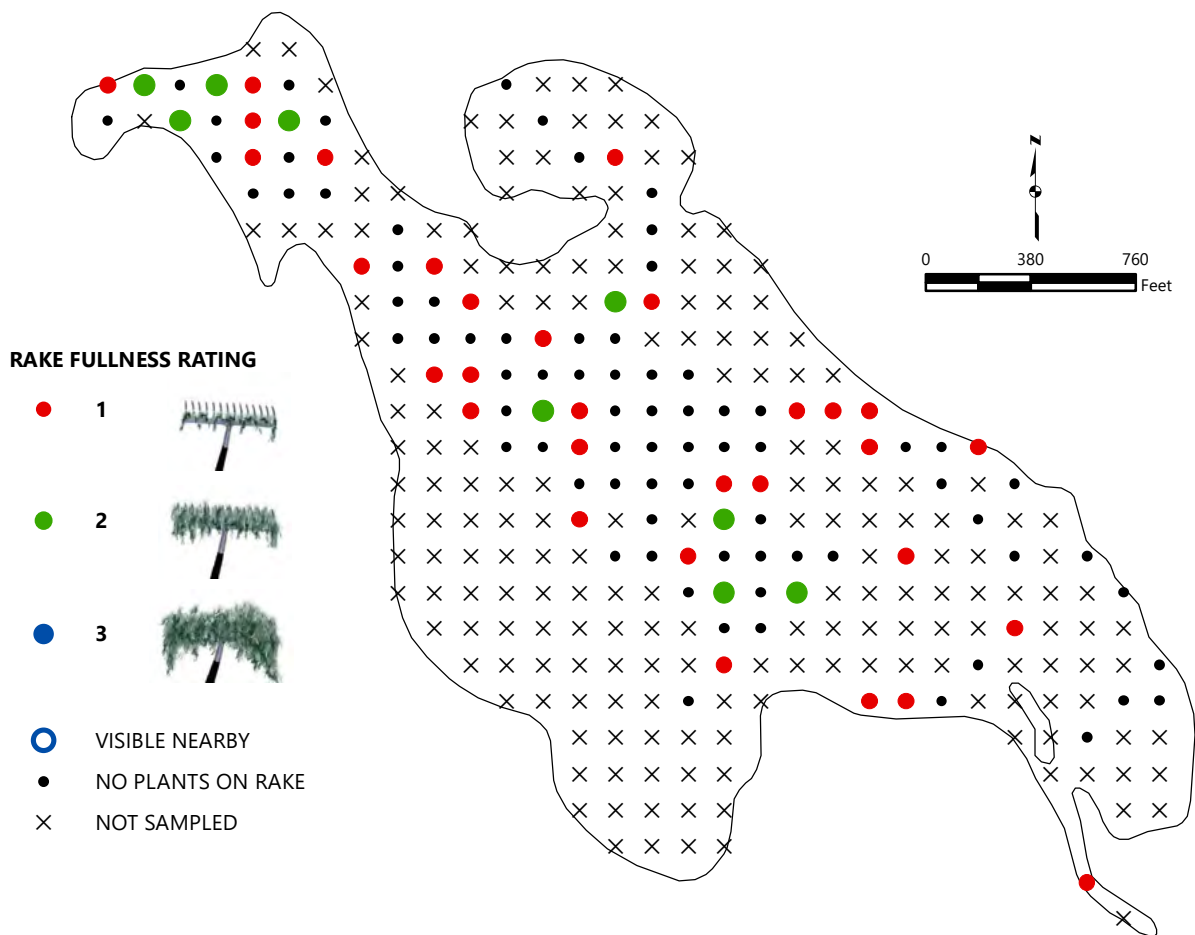 N
0 380 760
Feet
RAKE FULLNESS RATING
1
2
3
VISIBLE NEARBY
NO PLANTS ON RAKE
NOT SAMPLED